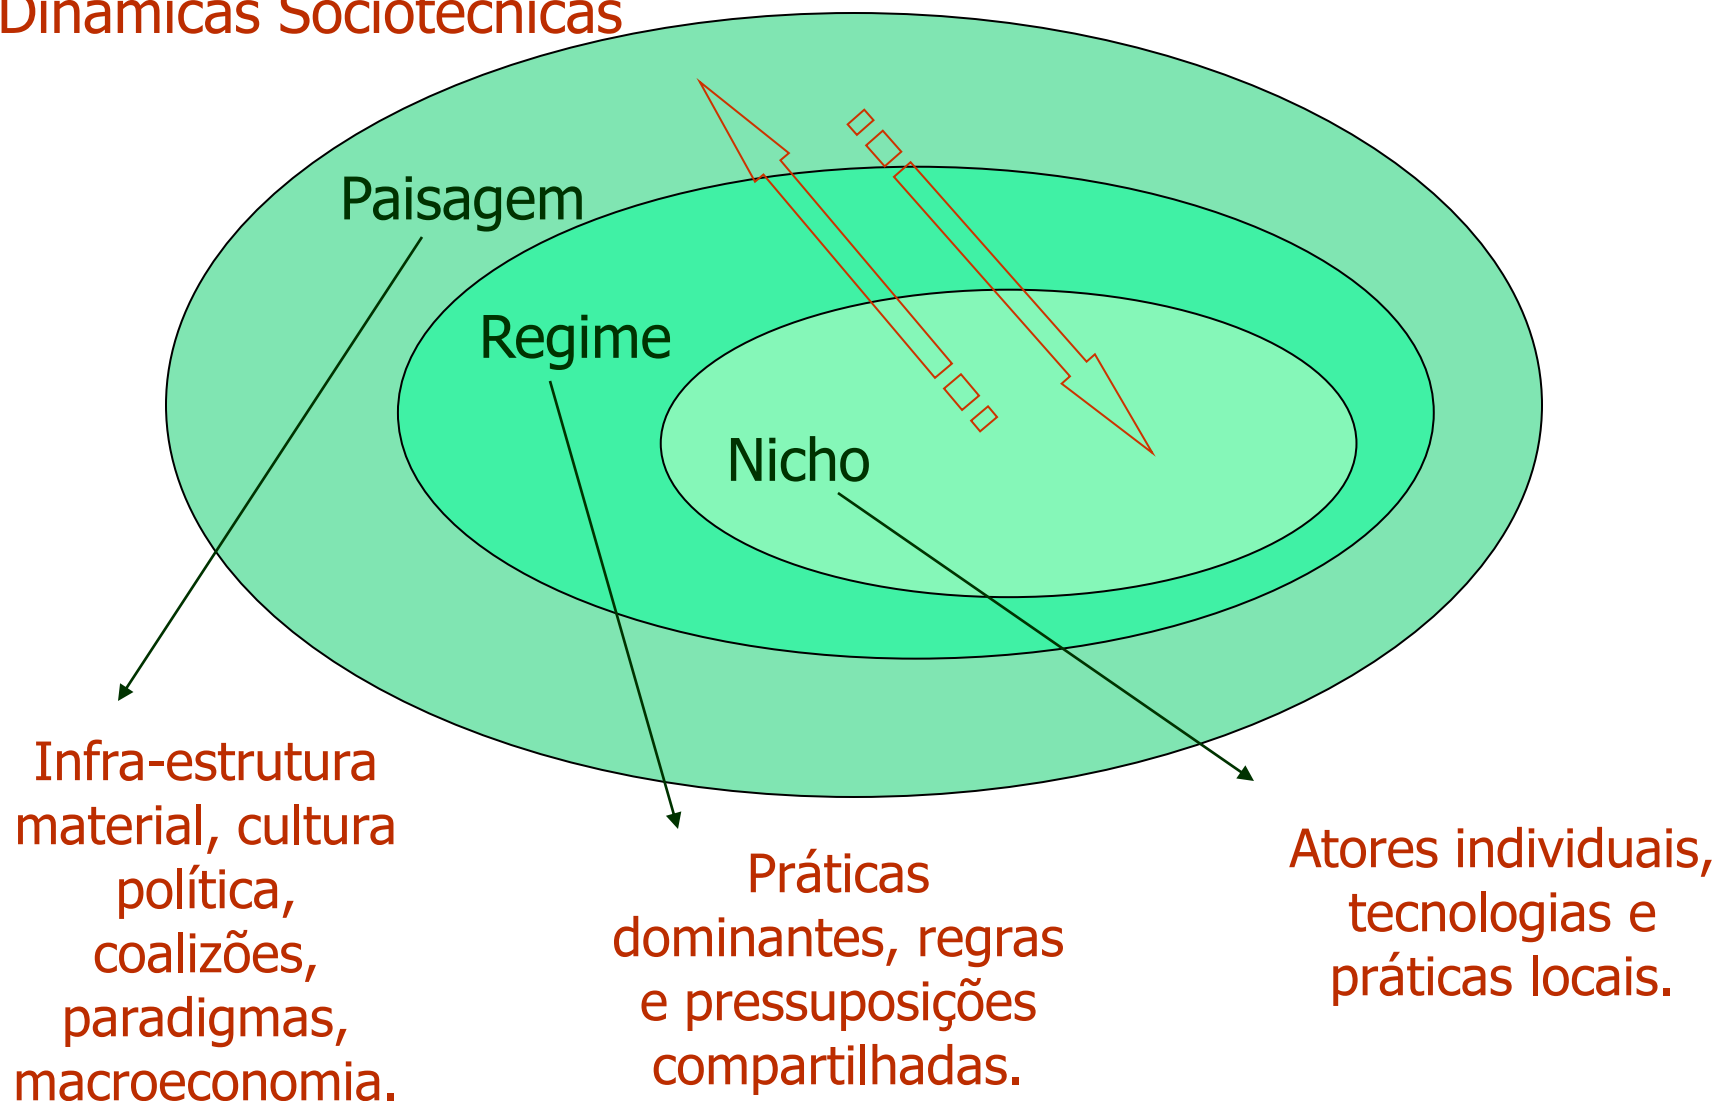 Dinâmicas Sociotécnicas
Paisagem
Regime
Nicho
Infra-estrutura
material, cultura
política,
coalizões,
paradigmas,
macroeconomia.
Práticas
dominantes, regras
e pressuposições
compartilhadas.
Atores individuais,
tecnologias e
práticas locais.